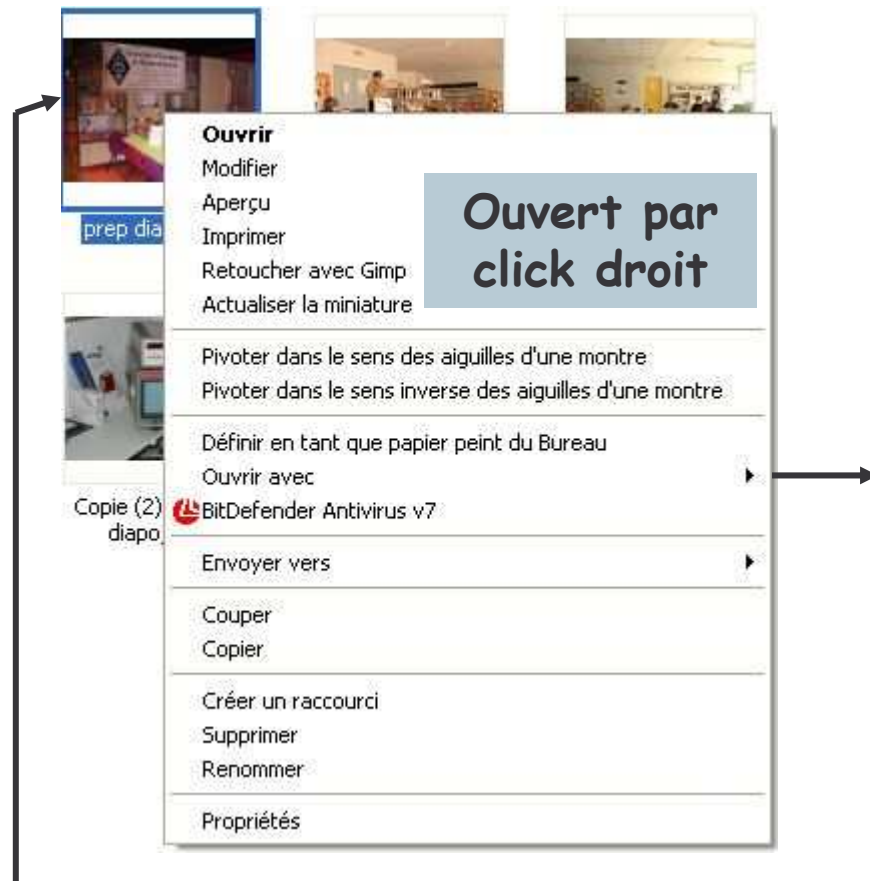 Ouvrir
Modifier
Aperçu
Imprimer
Retoucher avec Gimp
Actualiser la miniature
Ouvert par
click droit
prep dia
Pivoter dans le sens des aiguilles d'une montre
Pivoter dans le sens inverse des aiguilles d'une montre
Définir en tant que papier peint du Bureau
Ouvrir avec
BitDefender Antivirus v7
Copie (2)
diapo_
Envoyer vers
Couper
Copier
Créer un raccourci
Supprimer
Renommer
Propriétés